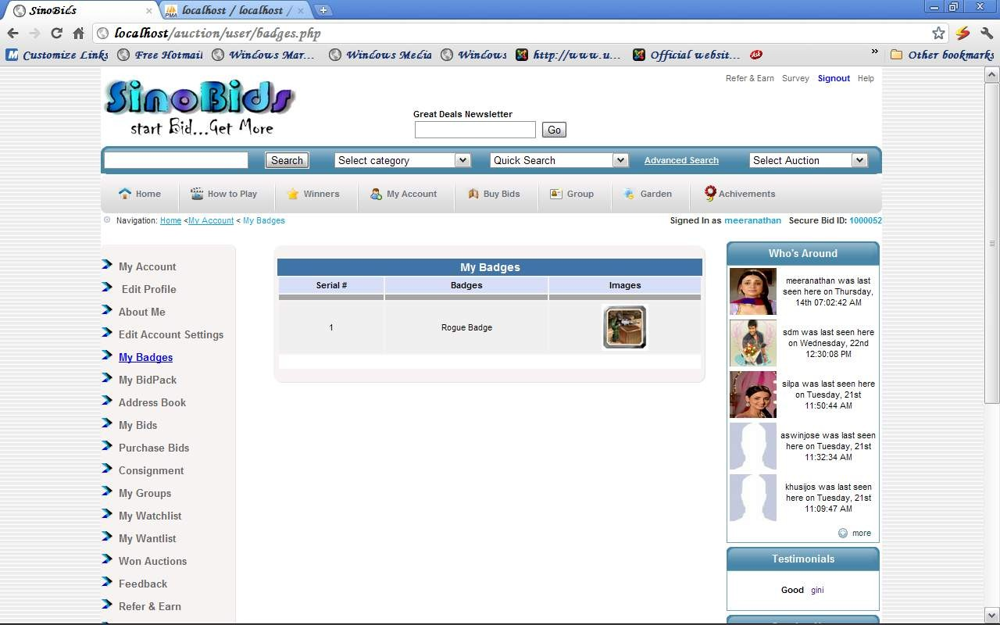 SinoBids
localhost / localhost /
localhost/auction/user/badges.php
Customize Links Free Hotmail Windows Mar... Windows Media Windows http://www.u... Official websit... Ask » Other bookmarks
SinoBids
start Bid...Get More
Refer & Earn Survey Signout Help
Great Deals Newsletter
Go
Search Select category Quick Search Advanced Search Select Auction
Home How to Play Winners My Account Buy Bids Group Garden Achivements
Navigation: Home <My Account < My Badges
Signed In as meeranathan Secure Bid ID: 1000052
My Account
Edit Profile
About Me
Edit Account Settings
My Badges
My BidPack
Address Book
My Bids
Purchase Bids
Consignment
My Groups
My Watchlist
My Wantlist
Won Auctions
Feedback
Refer & Earn
My Badges
Serial # Badges Images
1 Rogue Badge
Who's Around
meeranathan was last
seen here on Thursday,
14th 07:02:42 AM
sdm was last seen here
on Wednesday, 22nd
12:30:08 PM
silpa was last seen here
on Tuesday, 21st
11:50:44 AM
aswinjose was last seen
here on Tuesday, 21st
11:32:34 AM
khusijos was last seen
here on Tuesday, 21st
11:09:47 AM
more
Testimonials
Good gini